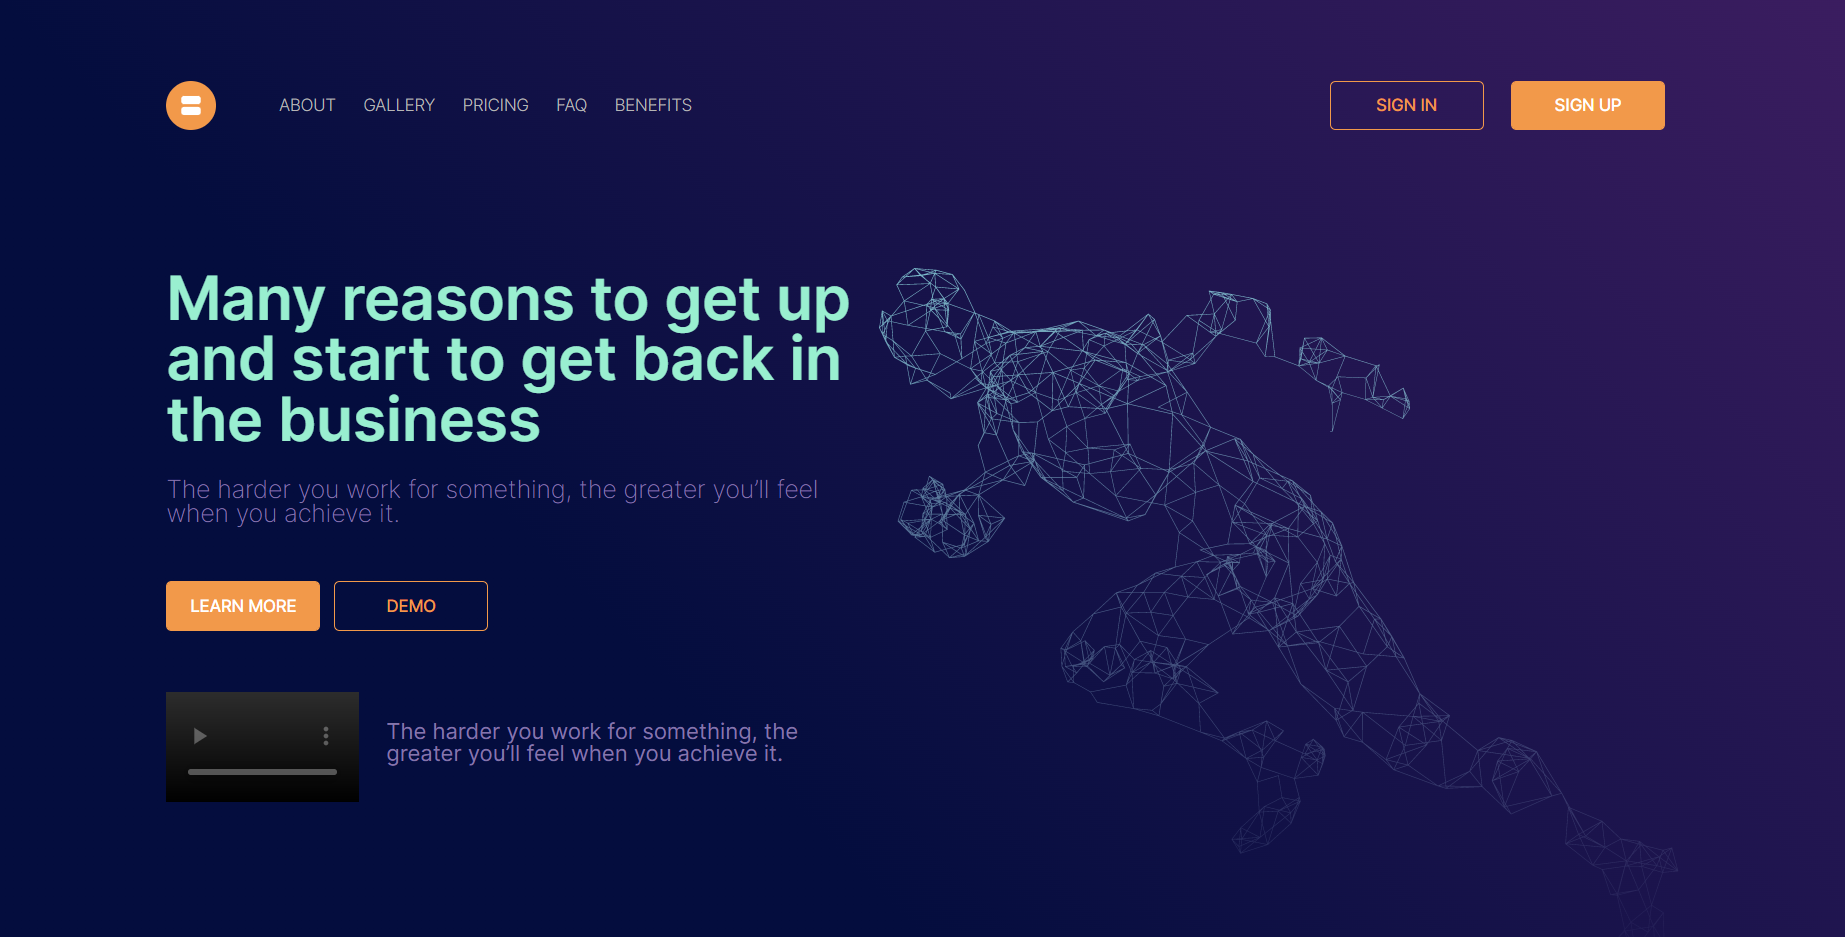 ABOUT GALLERY PRICING FAQ BENEFITS SIGN IN SIGN UP
Many reasons to get up
and start to get back in
the business
The harder you work for something, the greater you’ll feel
when you achieve it.
LEARN MORE DEMO
The harder you work for something, the
greater you’ll feel when you achieve it.